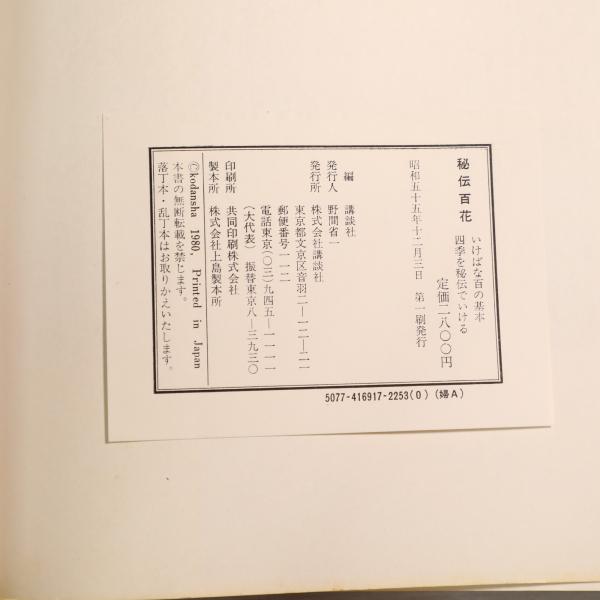 秘伝百花
いけばな百の基本
四季を秘伝でいける
定価二八〇〇円
昭和五十五年十二月三日 第一刷発行
編 講談社
発行人 野間省一
発行所 株式会社講談社
東京都文京区音羽二―一二―二一
郵便番号一一二
電話東京(〇三)九四五―一一一一
(大代表) 振替東京八―三九三〇
印刷所 共同印刷株式会社
製本所 株式会社上島製本所
©kodansha 1980, Printed in Japan
本書の無断転載を禁じます。
落丁本・乱丁本はお取りかえいたします。
5077-416917-2253(0) (婦A)